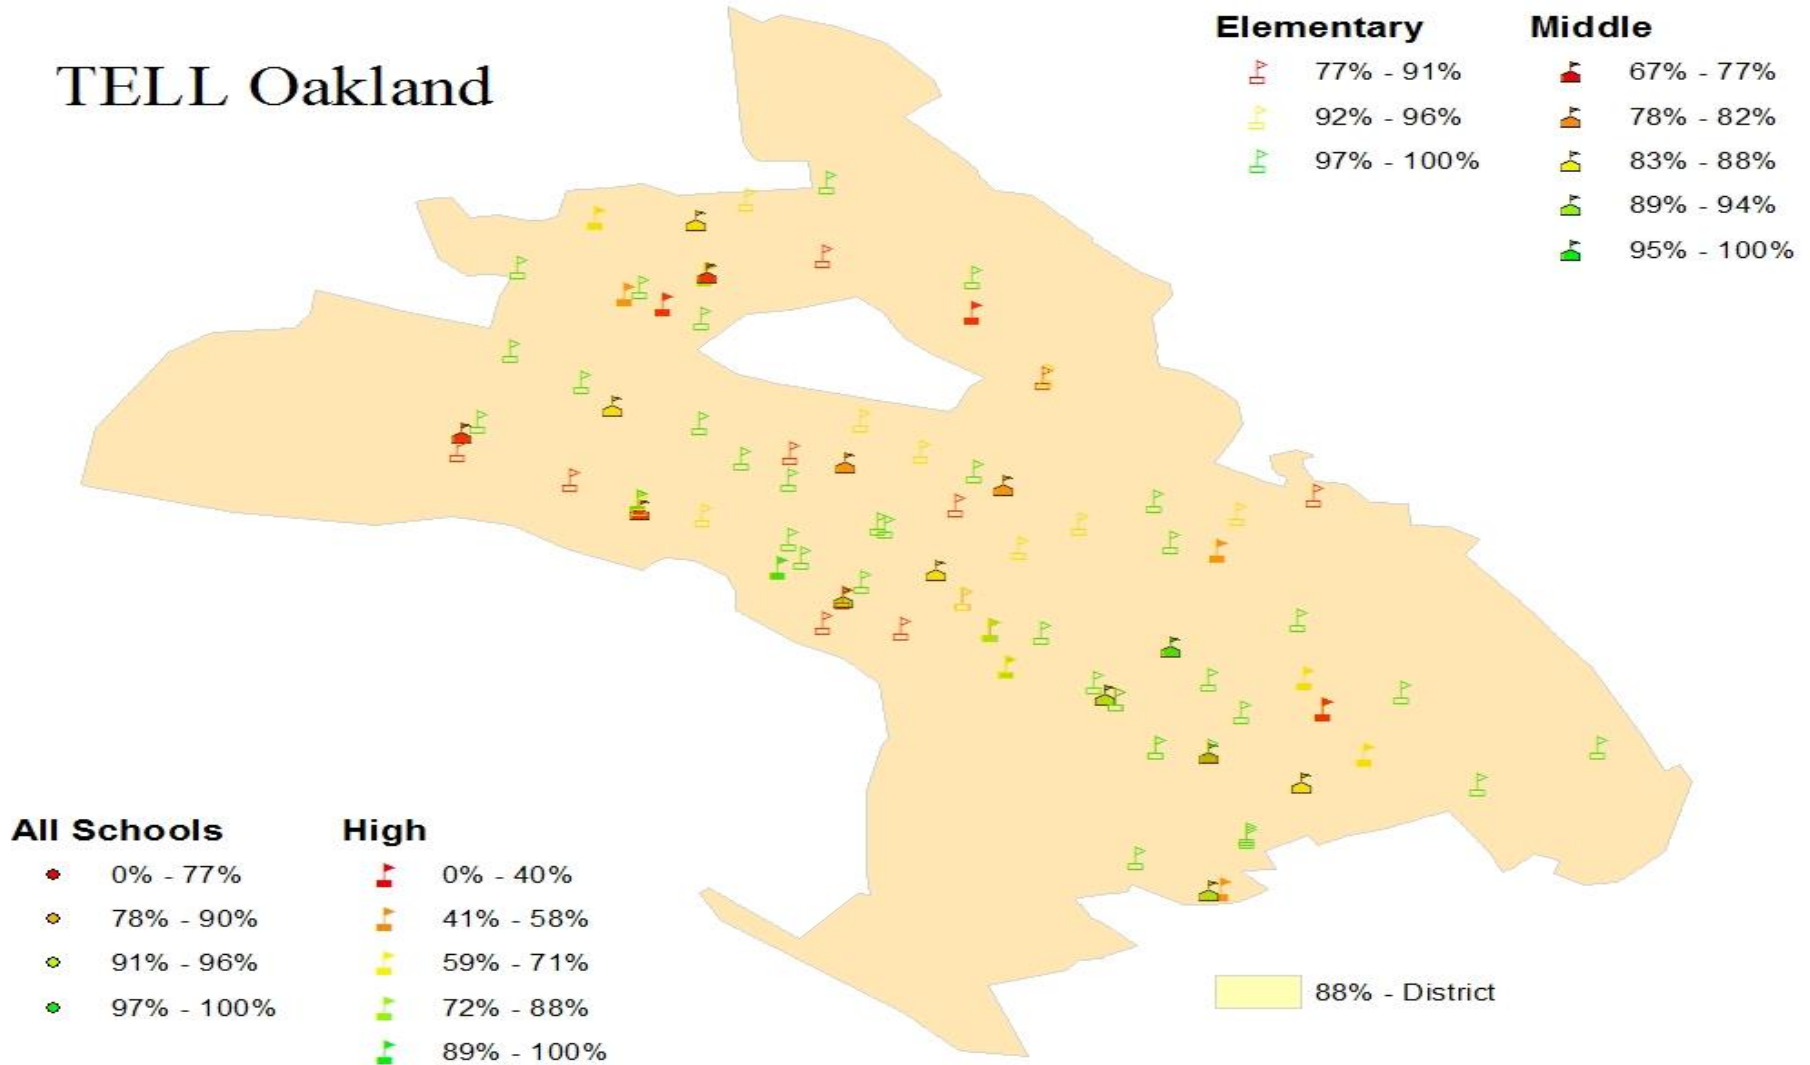 TELL Oakland
Elementary
77% - 91%
92% - 96%
97% - 100%
Middle
67% - 77%
78% - 82%
83% - 88%
89% - 94%
95% - 100%
All Schools
0% - 77%
78% - 90%
91% - 96%
97% - 100%
High
0% - 40%
41% - 58%
59% - 71%
72% - 88%
89% - 100%
88% - District